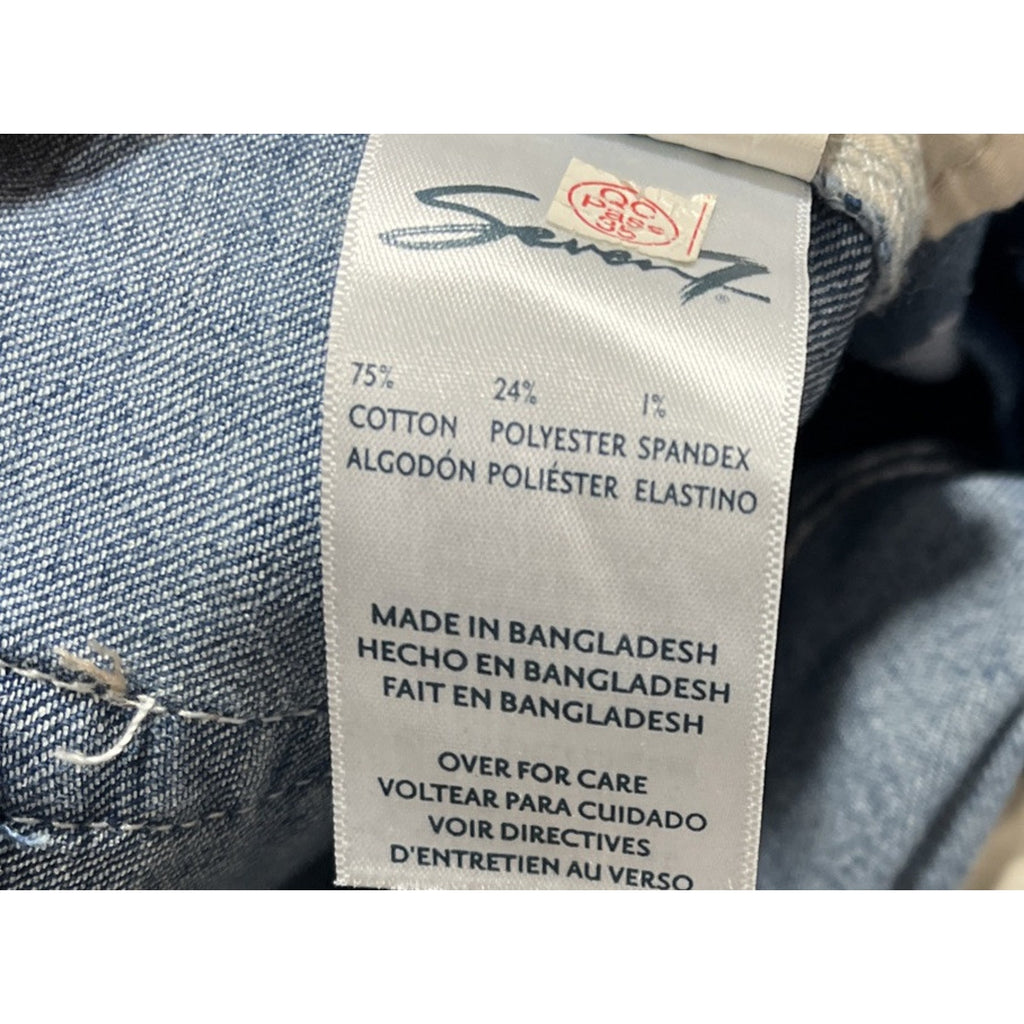 Seven7
®
QC
Pass
75% 24% 1%
COTTON POLYESTER SPANDEX
ALGODÓN POLIÉSTER ELASTINO
MADE IN BANGLADESH
HECHO EN BANGLADESH
FAIT EN BANGLADESH
OVER FOR CARE
VOLTEAR PARA CUIDADO
VOIR DIRECTIVES
D'ENTRETIEN AU VERSO